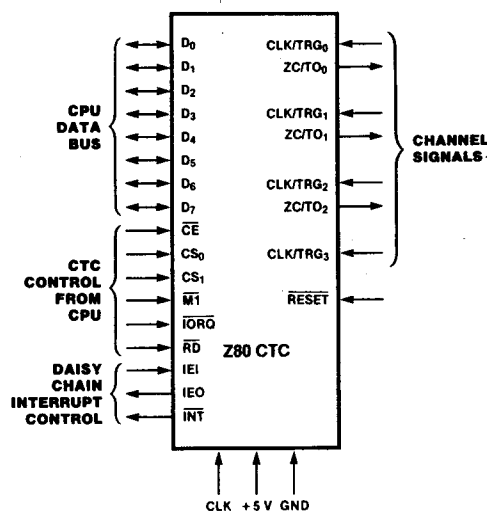 CPU
DATA
BUS
CTC
CONTROL
FROM
CPU
DAISY
CHAIN
INTERRUPT
CONTROL
D0
D1
D2
D3
D4
D5
D6
D7
CE
CS0
CS1
M1
IORQ
RD
IEI
IEO
INT
CLK/TRG0
ZC/TO0
CLK/TRG1
ZC/TO1
CLK/TRG2
ZC/TO2
CLK/TRG3
RESET
Z80 CTC
CHANNEL
SIGNALS
CLK +5 V GND